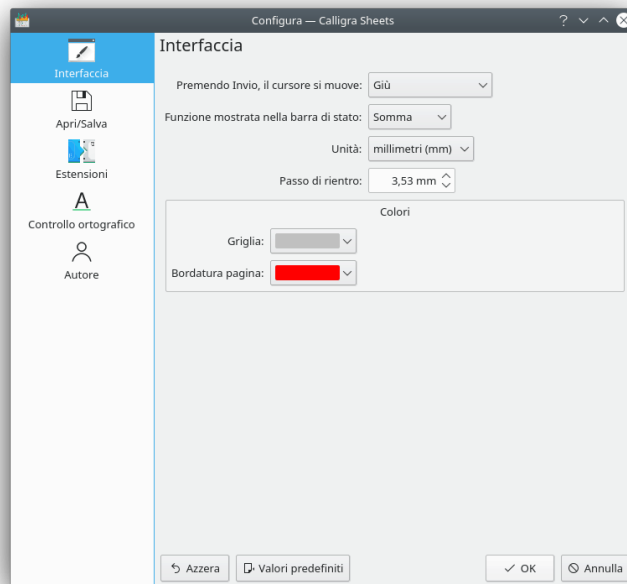 Configura — Calligra Sheets
Interfaccia
Apri/Salva
Estensioni
Controllo ortografico
Autore
Interfaccia
Premendo Invio, il cursore si muove: Giù
Funzione mostrata nella barra di stato: Somma
Unità: millimetri (mm)
Passo di rientro: 3,53 mm
Colori
Griglia:
Bordatura pagina:
Azzera Valori predefiniti OK Annulla